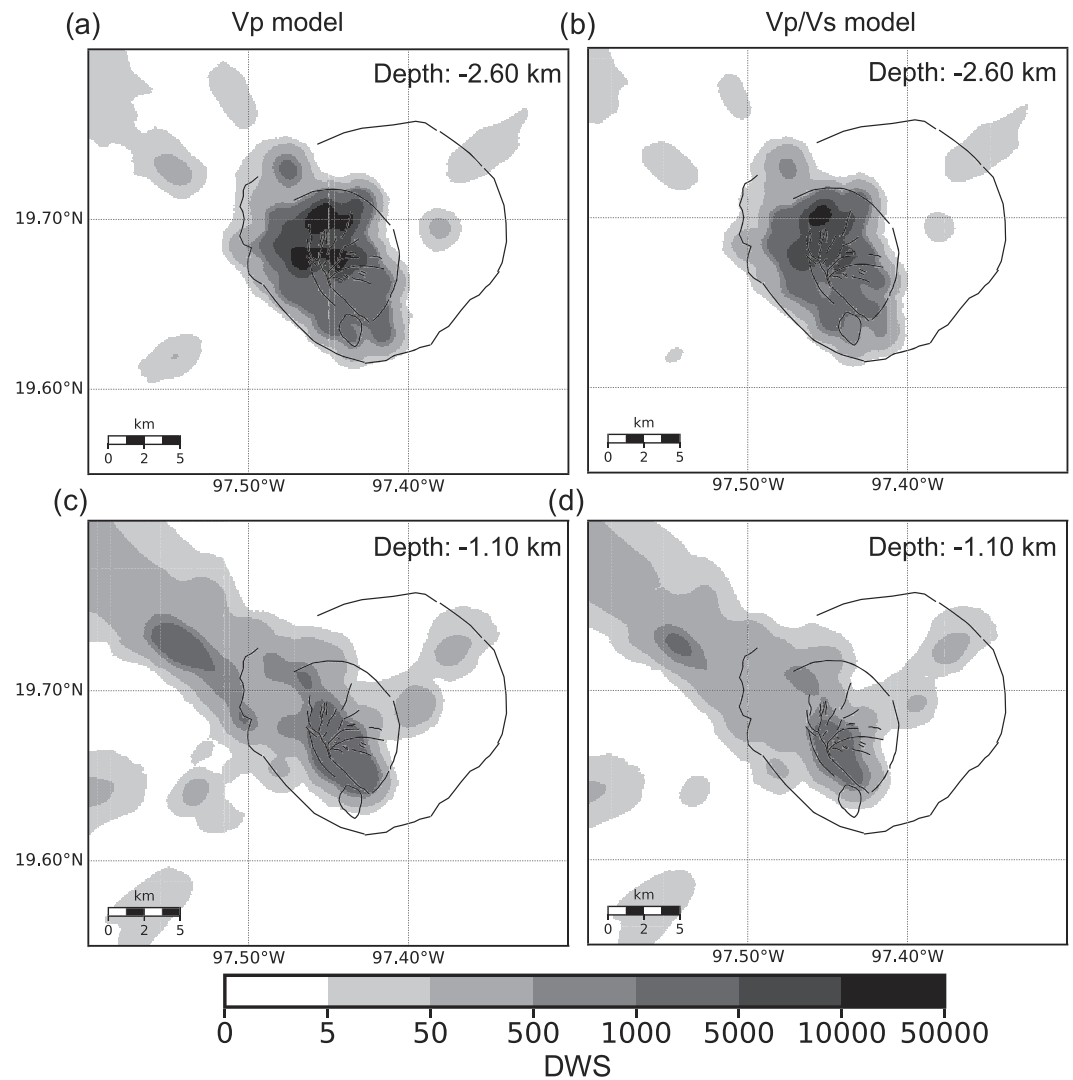 (a) Vp model (b) Vp/Vs model
Depth: -2.60 km Depth: -2.60 km
19.70°N
19.60°N
km km
0 2 5 0 2 5
97.50°W 97.40°W 97.50°W 97.40°W
(c) (d)
Depth: -1.10 km Depth: -1.10 km
19.70°N
19.60°N
km km
0 2 5 0 2 5
97.50°W 97.40°W 97.50°W 97.40°W
0 5 50 500 1000 5000 10000 50000
DWS